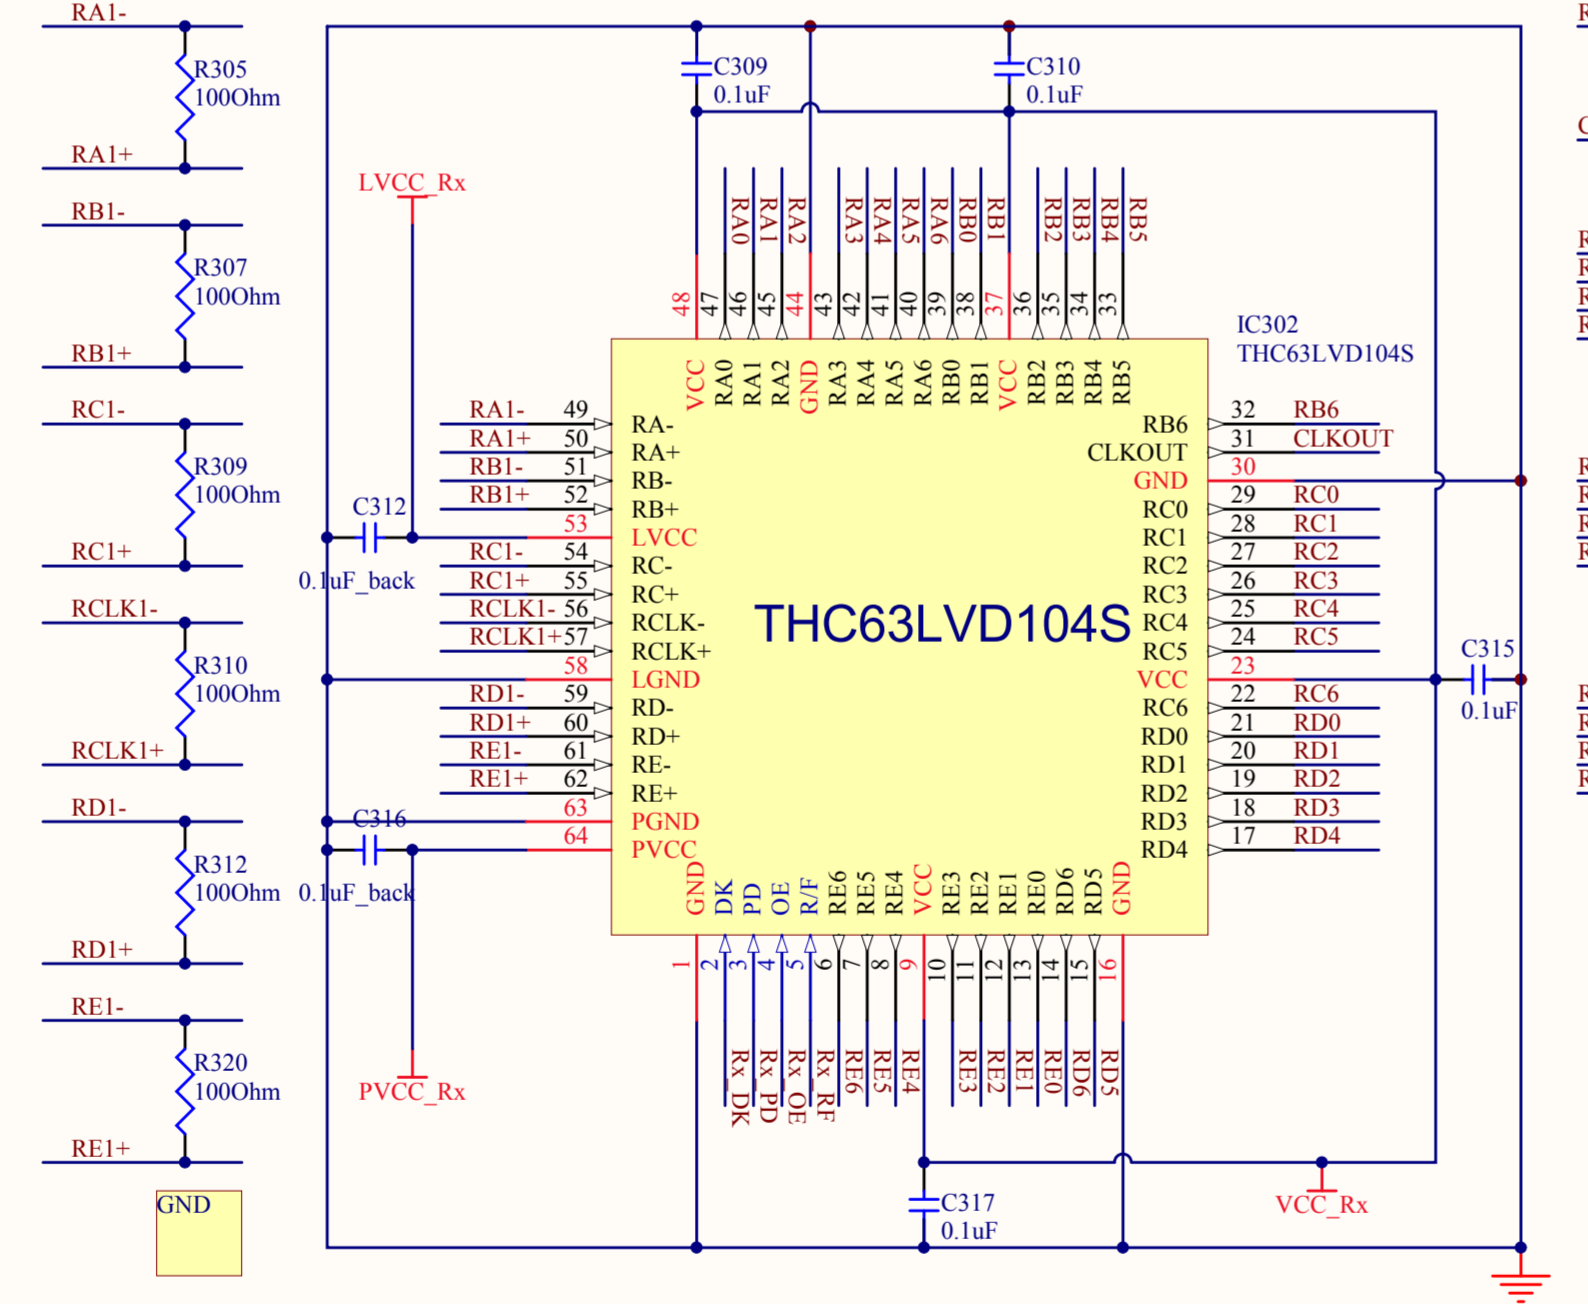 RA1-
R305
100Ohm
RA1+
RB1-
R307
100Ohm
RB1+
RC1-
R309
100Ohm
RC1+
RCLK1-
R310
100Ohm
RCLK1+
RD1-
R312
100Ohm
RD1+
RE1-
R320
100Ohm
RE1+
GND
C309
0.1uF
C310
0.1uF
LVCC_Rx
RA0
RA1
RA2
RA3
RA4
RA5
RA6
RB0
RB1
RB2
RB3
RB4
RB5
48
47
46
45
44
43
42
41
40
39
38
37
36
35
34
33
VCC
RA0
RA1
RA2
GND
RA3
RA4
RA5
RA6
RB0
RB1
VCC
RB2
RB3
RB4
RB5
IC302
THC63LVD104S
RA1- 49 RA-
RA1+ 50 RA+
RB1- 51 RB-
RB1+ 52 RB+
53 LVCC
RC1- 54 RC-
RC1+ 55 RC+
RCLK1- 56 RCLK-
RCLK1+ 57 RCLK+
58 LGND
RD1- 59 RD-
RD1+ 60 RD+
RE1- 61 RE-
RE1+ 62 RE+
63 PGND
64 PVCC
C312
0.1uF_back
C316
0.1uF_back
PVCC_Rx
THC63LVD104S
RB6 32 RB6
CLKOUT 31 CLKOUT
GND 30
RC0 29 RC0
RC1 28 RC1
RC2 27 RC2
RC3 26 RC3
RC4 25 RC4
RC5 24 RC5
VCC 23
RC6 22 RC6
RD0 21 RD0
RD1 20 RD1
RD2 19 RD2
RD3 18 RD3
RD4 17 RD4
C315
0.1uF
GND
DK
PD
OE
R/F
RE6
RE5
RE4
VCC
RE3
RE2
RE1
RE0
RD6
RD5
GND
1
2
3
4
5
6
7
8
9
10
11
12
13
14
15
16
Rx_DK
Rx_PD
Rx_OE
Rx_RF
RE6
RE5
RE4
RE3
RE2
RE1
RE0
RD6
RD5
C317
0.1uF
VCC_Rx